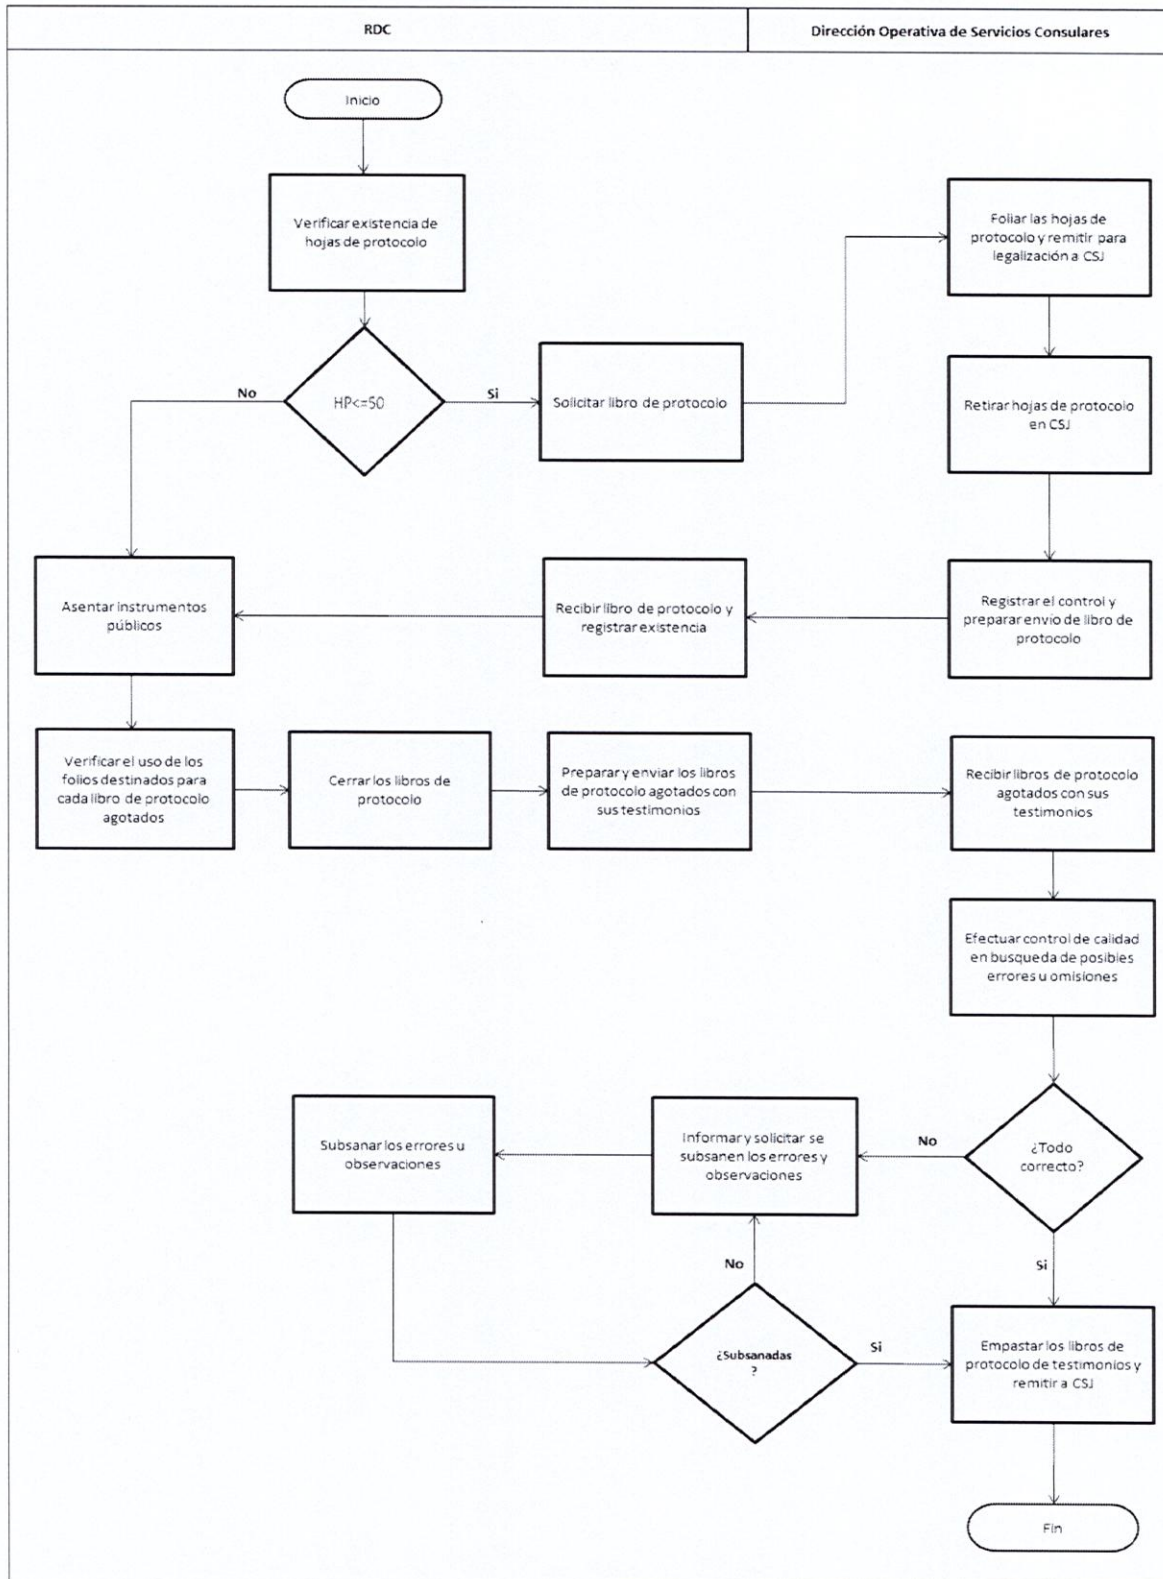 RDC
Dirección Operativa de Servicios Consulares
Inicio
Verificar existencia de
hojas de protocolo
Foliar las hojas de
protocolo y remitir para
legalización a CSJ
HP<=50
No
Si
Solicitar libro de protocolo
Retirar hojas de protocolo
en CSJ
Asentar instrumentos
públicos
Recibir libro de protocolo y
registrar existencia
Registrar el control y
preparar envío de libro de
protocolo
Verificar el uso de los
folios destinados para
cada libro de protocolo
agotados
Cerrar los libros de
protocolo
Preparar y enviar los libros
de protocolo agotados con
sus testimonios
Recibir libros de protocolo
agotados con sus
testimonios
Efectuar control de calidad
en busqueda de posibles
errores u omisiones
Subsanar los errores u
observaciones
Informar y solicitar se
subsanen los errores y
observaciones
No
¿Todo
correcto?
No
Si
¿Subsanadas
?
Si
Empastar los libros de
protocolo de testimonios y
remitir a CSJ
Fin